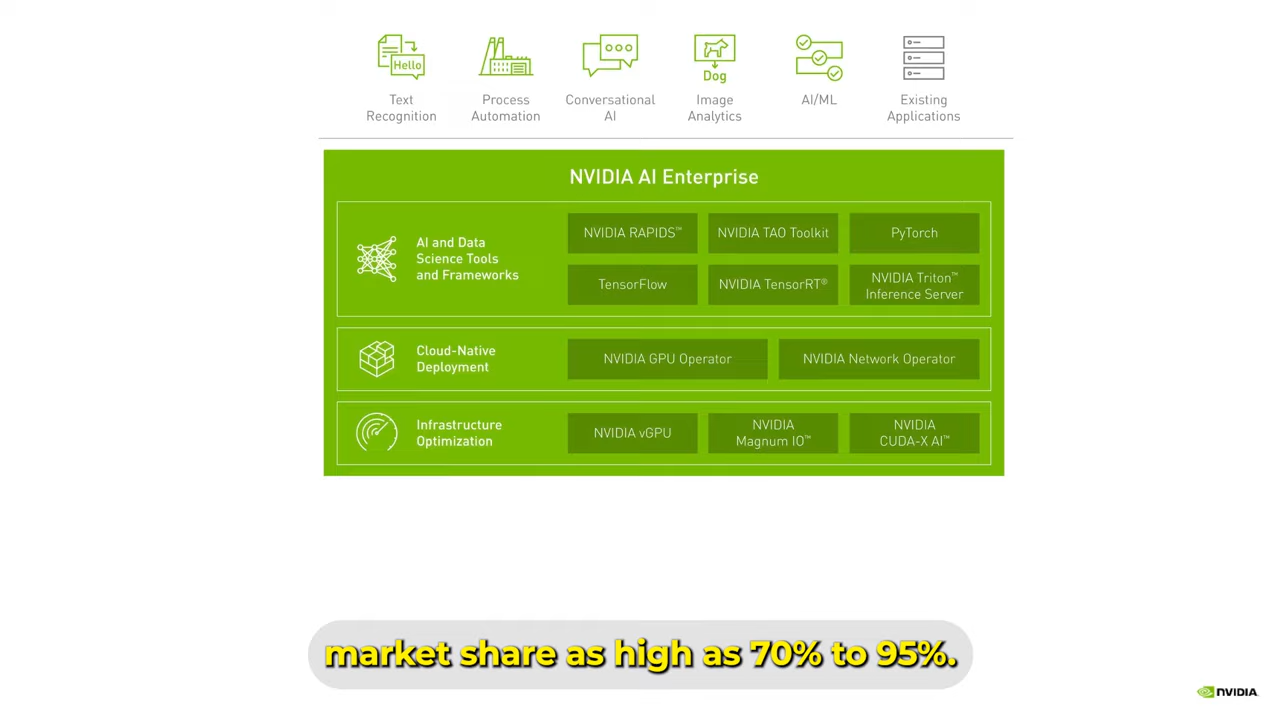 Hello
Dog
Text
Recognition
Process
Automation
Conversational
AI
Image
Analytics
AI/ML
Existing
Applications
NVIDIA AI Enterprise
AI and Data
Science Tools
and Frameworks
NVIDIA RAPIDS™
NVIDIA TAO Toolkit
PyTorch
TensorFlow
NVIDIA TensorRT®
NVIDIA Triton™
Inference Server
Cloud-Native
Deployment
NVIDIA GPU Operator
NVIDIA Network Operator
Infrastructure
Optimization
NVIDIA vGPU
NVIDIA
Magnum IO™
NVIDIA
CUDA-X AI™
market share as high as 70% to 95%.
NVIDIA